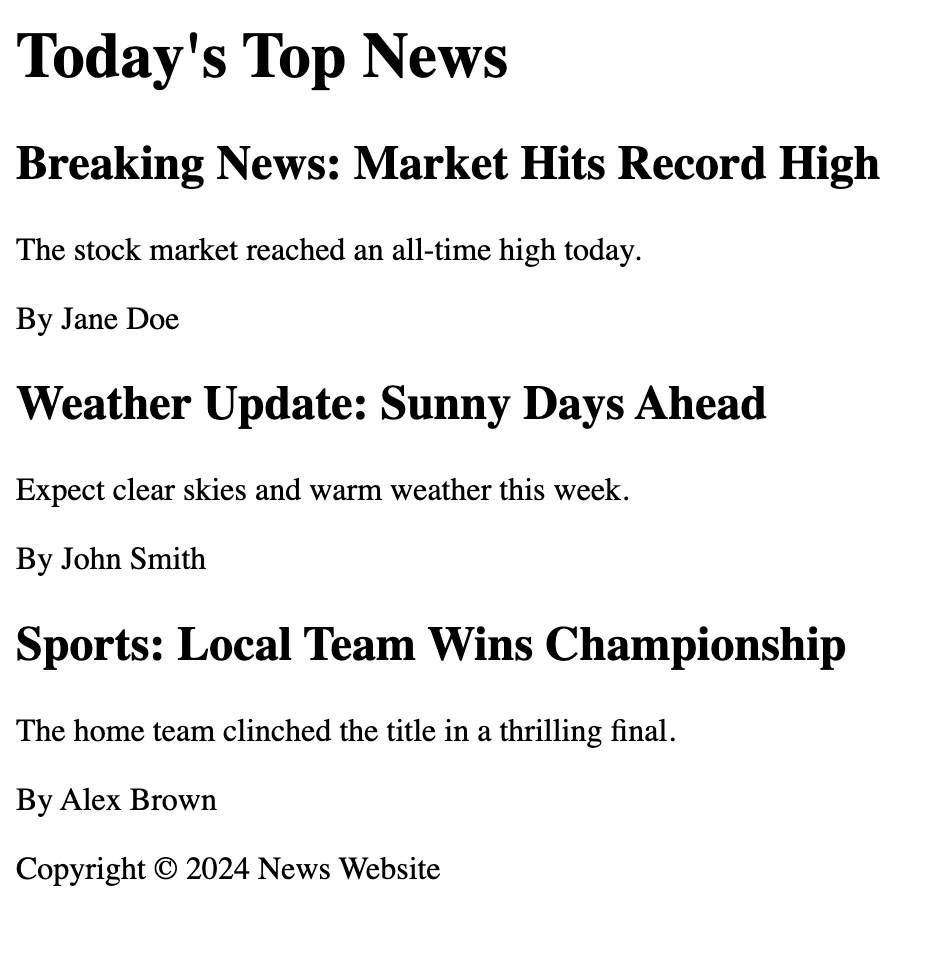 Today's Top News
Breaking News: Market Hits Record High
The stock market reached an all-time high today.
By Jane Doe
Weather Update: Sunny Days Ahead
Expect clear skies and warm weather this week.
By John Smith
Sports: Local Team Wins Championship
The home team clinched the title in a thrilling final.
By Alex Brown
Copyright © 2024 News Website